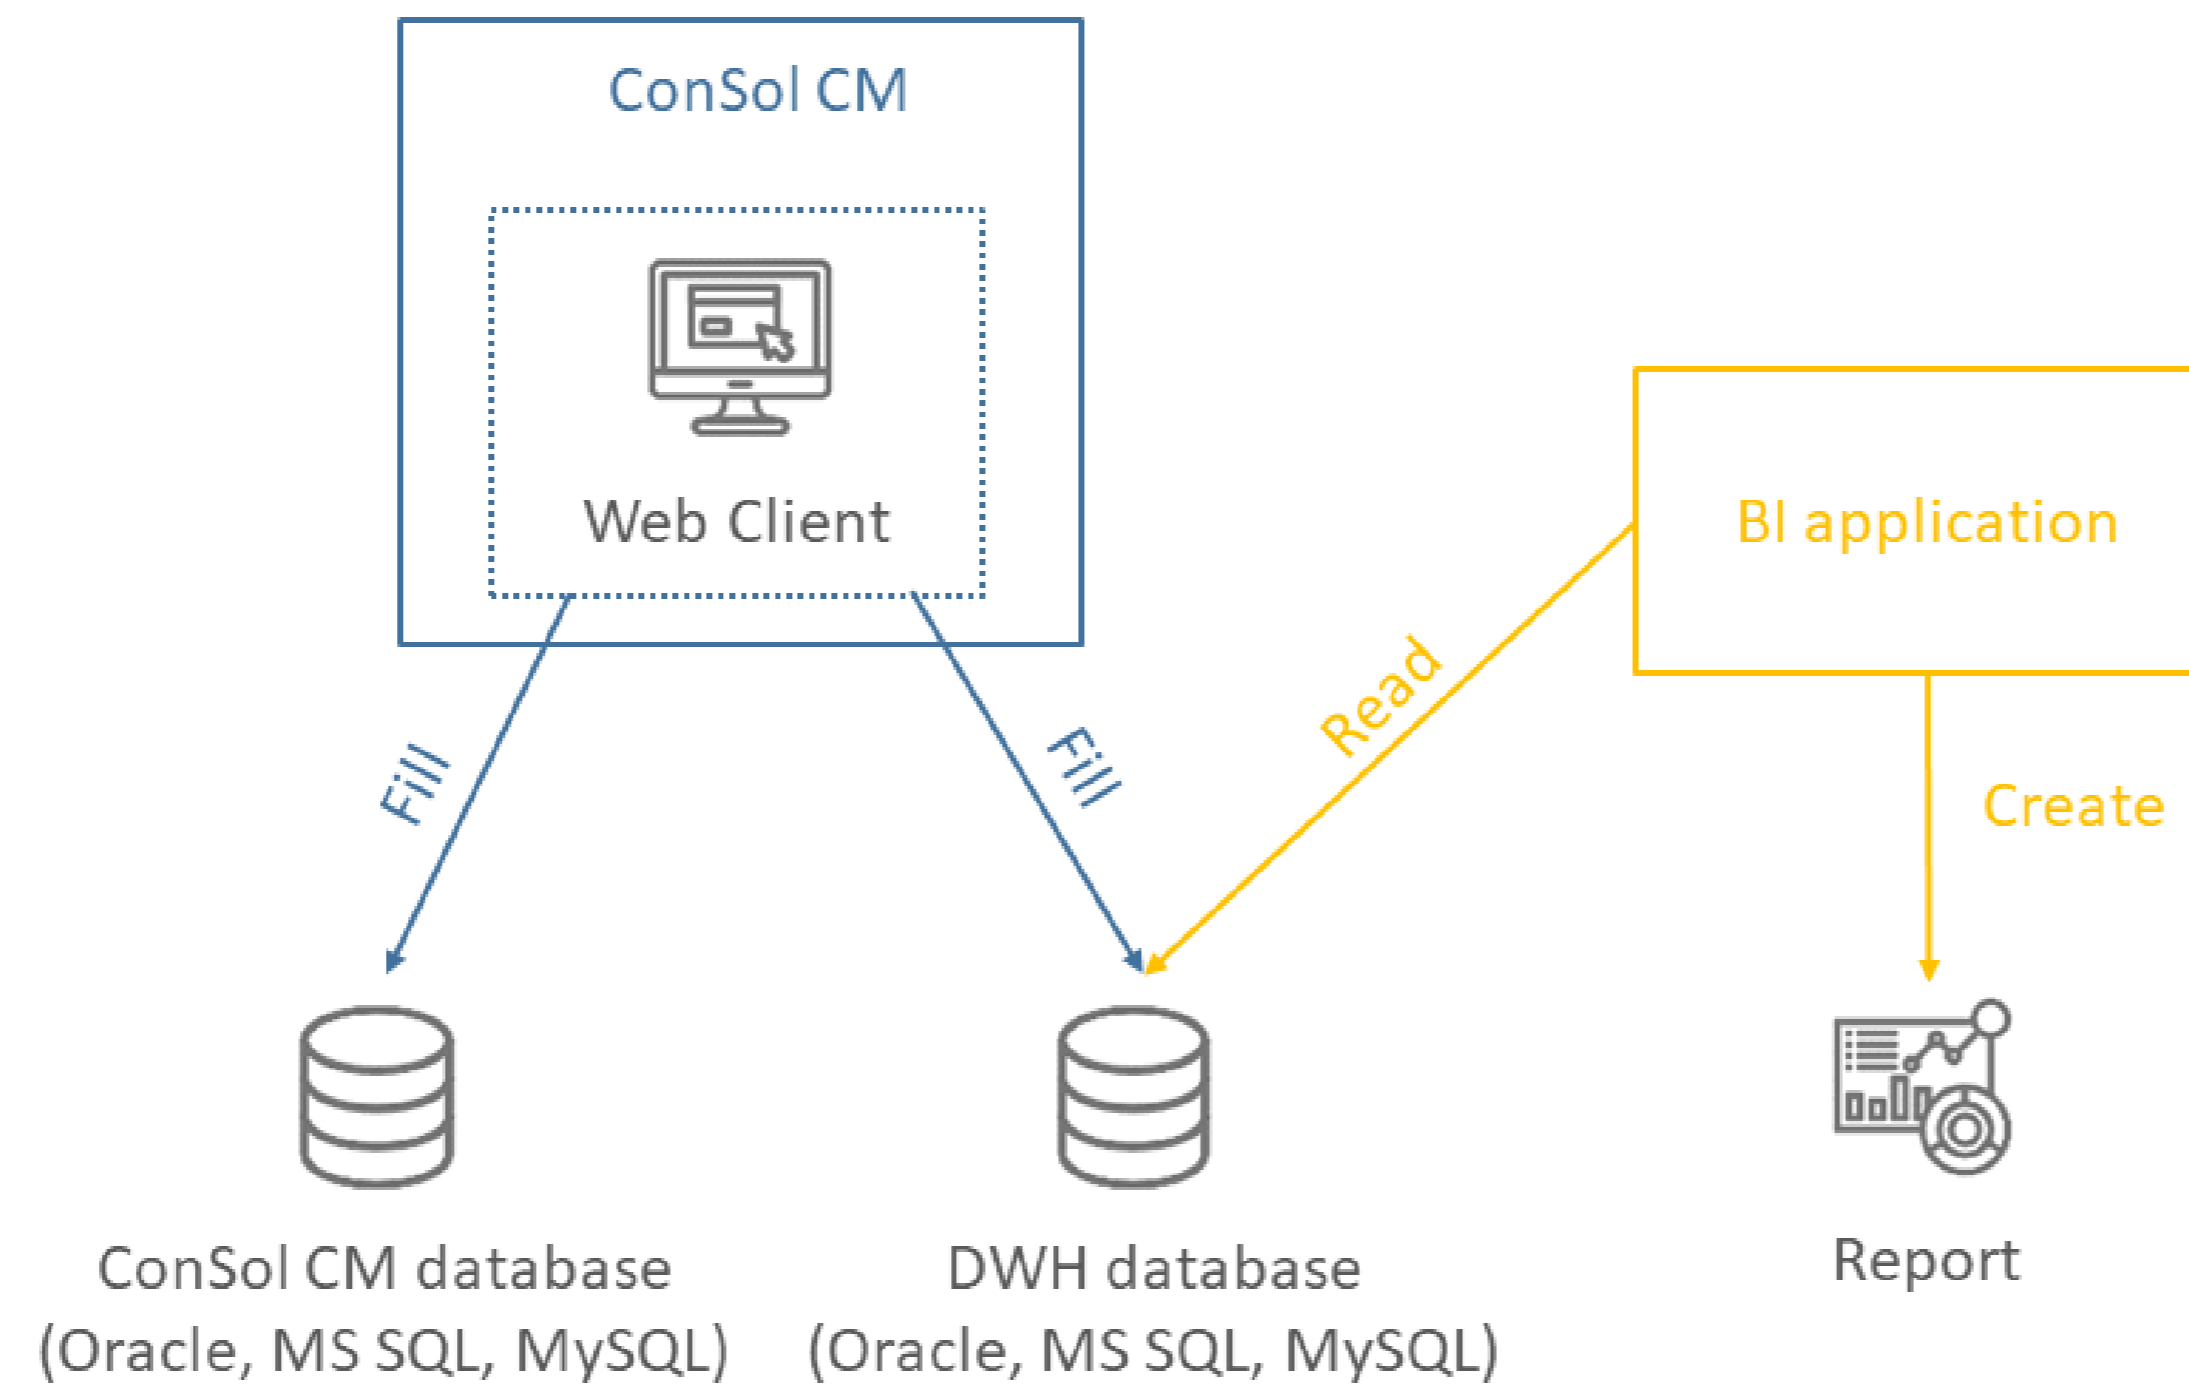 ConSol CM
Web Client
BI application
Fill
Fill
Read
Create
ConSol CM database
(Oracle, MS SQL, MySQL)
DWH database
(Oracle, MS SQL, MySQL)
Report